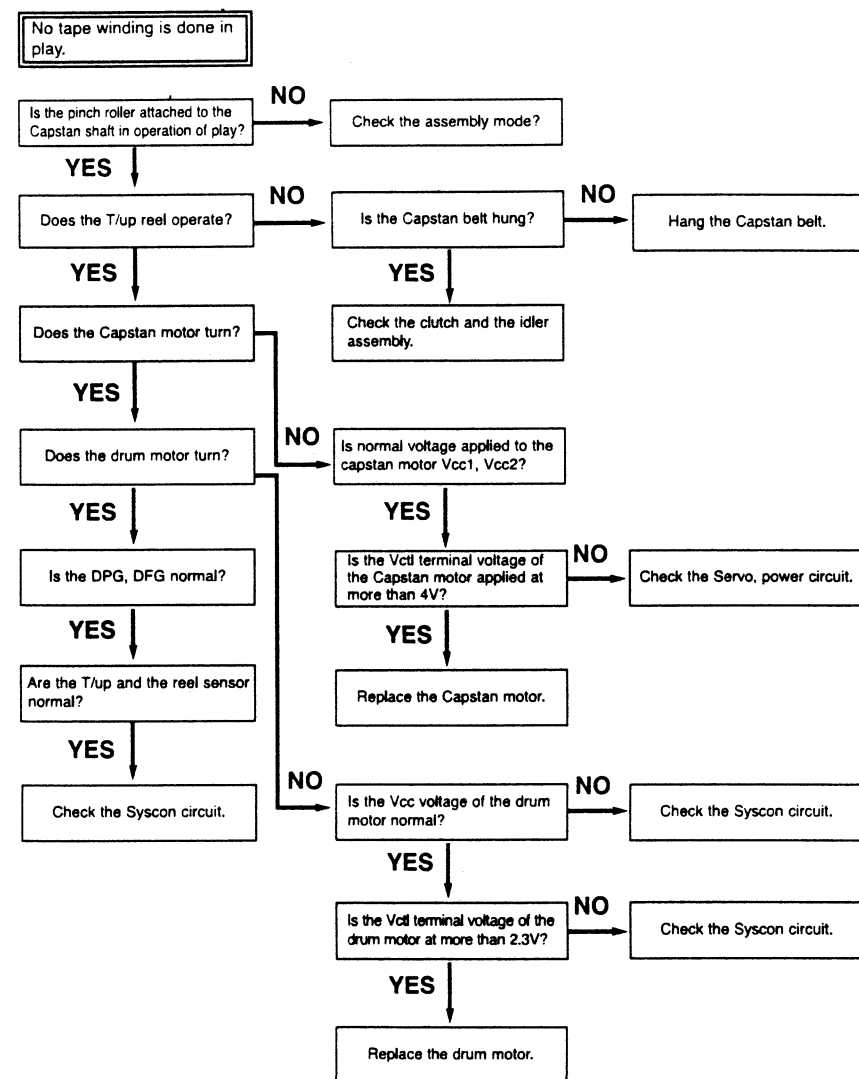 No tape winding is done in
play.
Is the pinch roller attached to the
Capstan shaft in operation of play?
NO
Check the assembly mode?
YES
Does the T/up reel operate?
NO
Is the Capstan belt hung?
NO
Hang the Capstan belt.
YES
YES
Does the Capstan motor turn?
Check the clutch and the idler
assembly.
YES
NO
Does the drum motor turn?
Is normal voltage applied to the
capstan motor Vcc1, Vcc2?
YES
YES
Is the DPG, DFG normal?
Is the Vctl terminal voltage of
the Capstan motor applied at
more than 4V?
NO
Check the Servo, power circuit.
YES
YES
Are the T/up and the reel sensor
normal?
Replace the Capstan motor.
YES
NO
Check the Syscon circuit.
Is the Vcc voltage of the drum
motor normal?
NO
Check the Syscon circuit.
YES
Is the Vctl terminal voltage of the
drum motor at more than 2.3V?
NO
Check the Syscon circuit.
YES
Replace the drum motor.